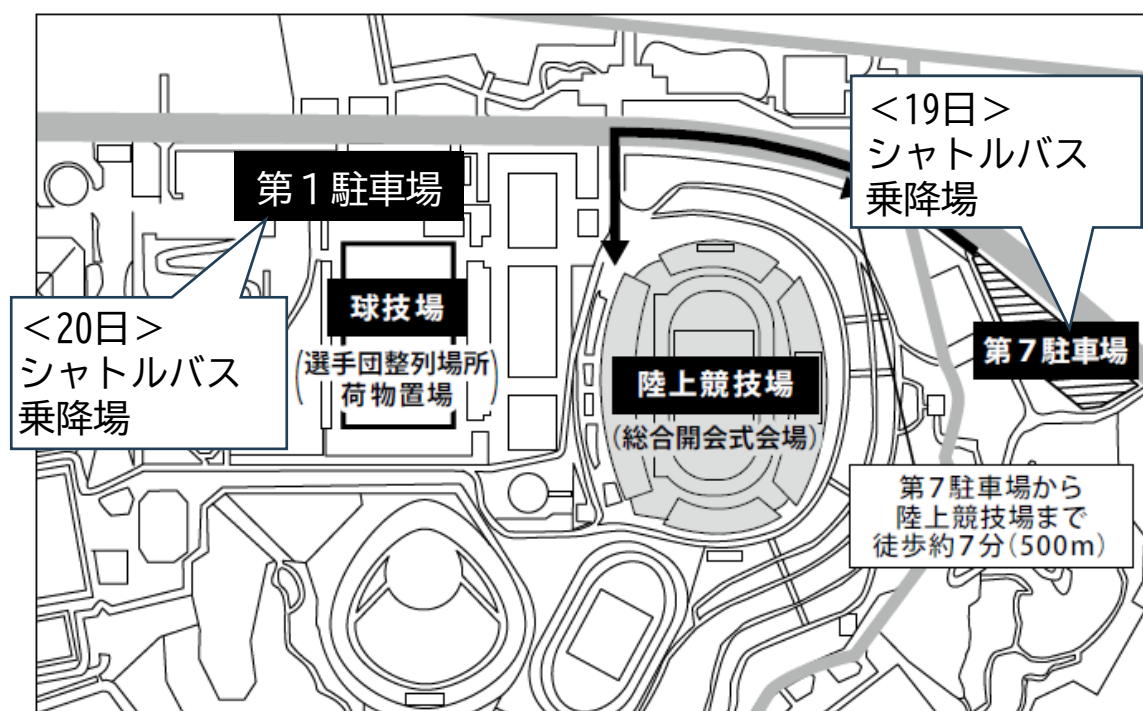 <19日>
シャトルバス
乗降場
第1駐車場
<20日>
シャトルバス
乗降場
球技場
(選手団整列場所
荷物置場)
陸上競技場
(総合開会式会場)
第7駐車場
第7駐車場から
陸上競技場まで
徒歩約7分(500m)